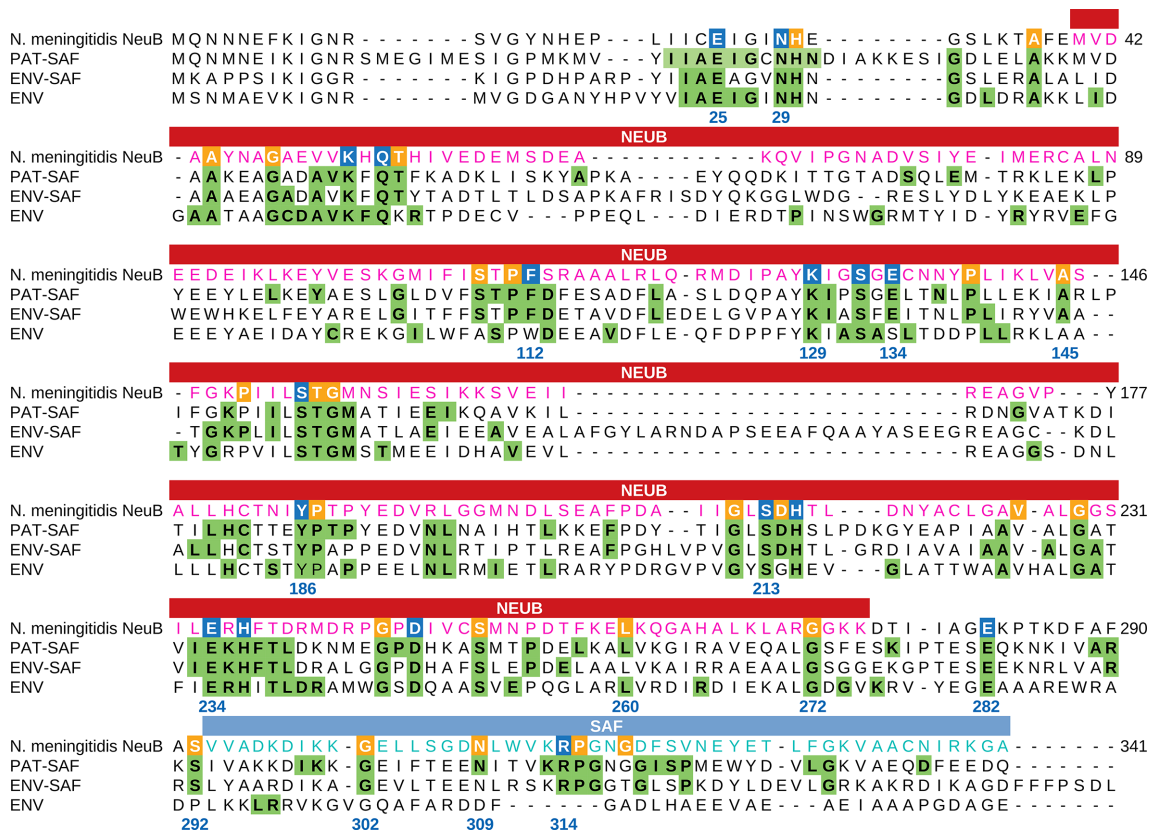 N. meningitidis NeuB MQNNNEFKIGNR-------SVGYNHEP---LIICEIGINHE--------GSLKTAFEMVD 42
PAT-SAF MQNMNEIKIGNRSMEGIMESIGPMKMV---YIIAEIGCNHNDIAKKESIGDLELAKKMVD
ENV-SAF MKAPPSIKIGGR-------KIGPDHPARPYIIAEAGVNHN--------GSLERALALID
ENV MSNMAEVKIGNR-------MVGDGANYHPVYVIAEIGINHN--------GDLDRAKKLID
25 29
NEUB
N. meningitidis NeuB -AAYNAGAEVVKHQTHIVEDEMSDEA-----------KQVIPGNADVSIYE-IMERCALN 89
PAT-SAF -AAKEAGADAVKFQTFKADKLISKYAPKA----EYQQDKITTGTADSQLEM-TRKLEKLP
ENV-SAF -AAAEAGADAVKFQTYTADTLTLDSAPKAFRISDYQKGGLWDG-RESLYDLYKEAEKLP
ENV GAATAAGCDAVKFQKRTPDECV---PPEQL---DIERDTPINSWGRMTYID-YRYRVEFG
NEUB
N. meningitidis NeuB EEDEIKLKEYVESKGMIFISTPFSRAAALRLQ-RMDIPAYKIGSGECNNYPLIKLVAS-- 146
PAT-SAF YEEYLELKEYAESLGLDVFSTPFDFESADFLA-SLDQPAYKIPSGELTNLPLLEKIARLP
ENV-SAF WEWHKELFEYARELGITFFSTPFDETAVDFLEDELGVPAYKIASFEITNLPLIRYVAA--
ENV EEEYAEIDAYCREKGILWFASPWDEEAVDFLE-QFDPPFYKIASASLTDDPLLRKLAA--
112 129 134 145
NEUB
N. meningitidis NeuB -FGKPIILSTGMNSIESIKKSVEII-------------------------REAGVP---Y 177
PAT-SAF IFGKPIILSTGMATIEEIKQAVKIL-------------------------RDNGVATKDI
ENV-SAF -TGKPLILSTGMATLAEIEEAVEALAFGYLARNDAPSEEAFQAAYASEEGREAGC--KDL
ENV TYGRPVILSTGMSTMEEIDHAVEVL-------------------------REAGGS-DNL
NEUB
N. meningitidis NeuB ALLHCTNIYPTPYEDVRLGGMNDLSEAFPDA--IIGLSDHTL---DNYACLGAV-ALGGS 231
PAT-SAF TILHCTTEYPTPYEDVNLNAIHTLKKEFPDY--TIGLSDHSLPDKGYEAPIAAV-ALGAT
ENV-SAF ALLHCTSTYPAPPEDVNLRTIPTLREAFPGHLVPVGLSDHTL-GRDIAVAIAAV-ALGAT
ENV LLLHCTSTYPAPPEELNLRMIETLRARYPDRGVPVGYSGHEV---GLATTWAAVHALGAT
186 213
NEUB
N. meningitidis NeuB ILERHFTDRMDRPGPDIVCSMNPDTFKELKQGAHALKLARGGKKDTI-IAGEKPTKDFAF 290
PAT-SAF VIEKHFTLDKNMEGPDHKASMTPDELKALVKGIRAVEQALGSFESKIPTESEQKNKIVAR
ENV-SAF VIEKHFTLDRALGGPDHAFSLEPDELAALVKAIRRAEAALGSGGEKGPTESEEKNRLVAR
ENV FIERHITLDRAMWGSDQAASVEPQGLARLVRDIRDIEKALGDGVKRV-YEGEAAAREWRA
234 260 272 282
SAF
N. meningitidis NeuB ASVVADKDIKK-GELLSGDNLWVKRPGNGDFSVNEYET-LFGKVAACNIRKGA------- 341
PAT-SAF KSIVAKKDIKK-GEIFTEENITVKRPGNGGISPMEWYD-VLGKVAEQDFEEDQ-------
ENV-SAF RSLYAARDIKA-GEVLTEENLRSKRPGGTGLSPKDYLDEVLGRKAKRDIKAGDFFFPSDL
ENV DPLKKLRRVKGVGQAFARDDF------GADLHAEEVAE---AEIAAAPGDAGE-------
292 302 309 314